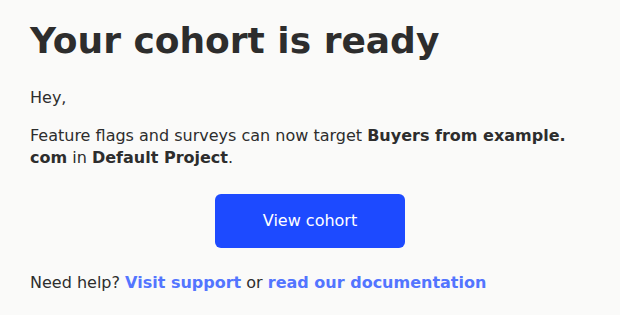 Your cohort is ready
Hey,
Feature flags and surveys can now target Buyers from example.
com in Default Project.
View cohort
Need help? Visit support or read our documentation